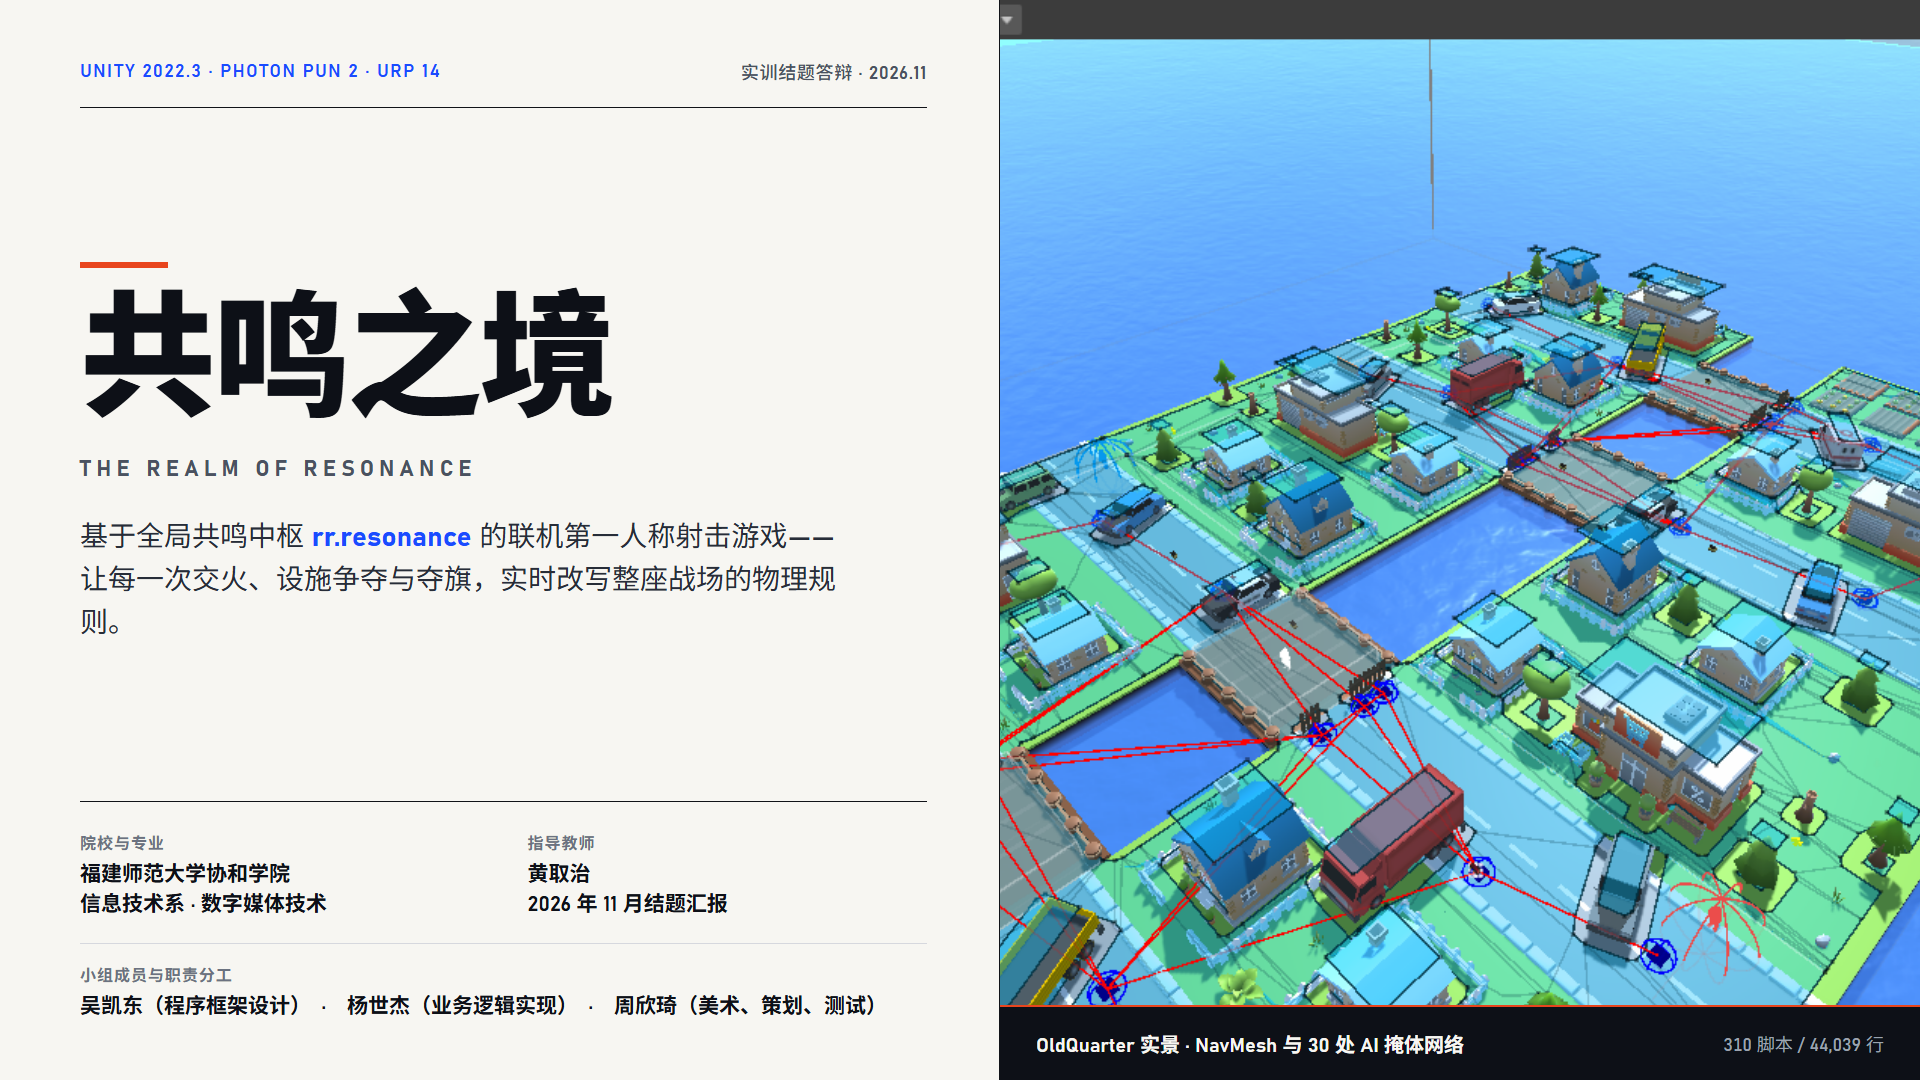 UNITY 2022.3 · PHOTON PUN 2 · URP 14
实训结题答辩 · 2026.11
共鸣之境
THE REALM OF RESONANCE
基于全局共鸣中枢 rr.resonance 的联机第一人称射击游戏——
让每一次交火、设施争夺与夺旗，实时改写整座战场的物理规
则。
院校与专业
福建师范大学协和学院
信息技术系 · 数字媒体技术
指导教师
黄取治
2026 年 11 月结题汇报
小组成员与职责分工
吴凯东（程序框架设计） · 杨世杰（业务逻辑实现） · 周欣琦（美术、策划、测试）
OldQuarter 实景 · NavMesh 与 30 处 AI 掩体网络
310 脚本 / 44,039 行